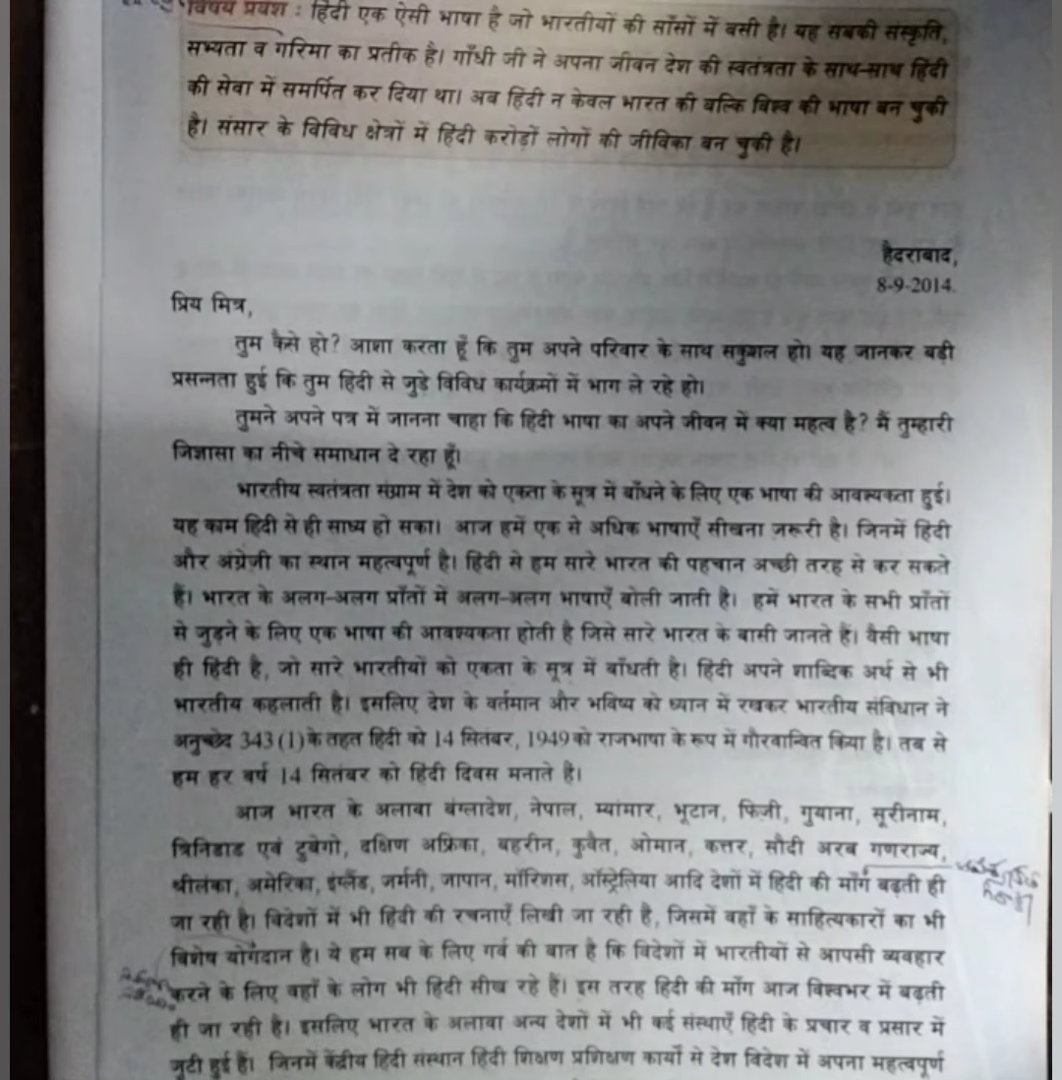 विषय प्रवेश : हिंदी एक ऐसी भाषा है जो भारतीयों की साँसों में बसी है। यह सबकी संस्कृति,
सभ्यता व गरिमा का प्रतीक है। गाँधी जी ने अपना जीवन देश की स्वतंत्रता के साथ-साथ हिंदी
की सेवा में समर्पित कर दिया था। अब हिंदी न केवल भारत की बल्कि विश्व की भाषा बन चुकी
है। संसार के विविध क्षेत्रों में हिंदी करोड़ों लोगों की जीविका बन चुकी है।
हैदराबाद,
8-9-2014.
प्रिय मित्र,
तुम कैसे हो? आशा करता हूँ कि तुम अपने परिवार के साथ सकुशल हो। यह जानकर बड़ी
प्रसन्नता हुई कि तुम हिंदी से जुड़े विविध कार्यक्रमों में भाग ले रहे हो।
तुमने अपने पत्र में जानना चाहा कि हिंदी भाषा का अपने जीवन में क्या महत्व है? मैं तुम्हारी
जिज्ञासा का नीचे समाधान दे रहा हूँ।
भारतीय स्वतंत्रता संग्राम में देश को एकता के सूत्र में बाँधने के लिए एक भाषा की आवश्यकता हुई।
यह काम हिंदी से ही साध्य हो सका। आज हमें एक से अधिक भाषाएँ सीखना ज़रूरी है। जिनमें हिंदी
और अंग्रेज़ी का स्थान महत्वपूर्ण है। हिंदी से हम सारे भारत की पहचान अच्छी तरह से कर सकते
हैं। भारत के अलग-अलग प्राँतों में अलग-अलग भाषाएँ बोली जाती है। हमें भारत के सभी प्राँतों
से जुड़ने के लिए एक भाषा की आवश्यकता होती है जिसे सारे भारत के वासी जानते हैं। वैसी भाषा
ही हिंदी है, जो सारे भारतीयों को एकता के सूत्र में बाँधती है। हिंदी अपने शाब्दिक अर्थ से भी
भारतीय कहलाती है। इसलिए देश के वर्तमान और भविष्य को ध्यान में रखकर भारतीय संविधान ने
अनुच्छेद 343 (1) के तहत हिंदी को 14 सितंबर, 1949 को राजभाषा के रूप में गौरवान्वित किया है। तब से
हम हर वर्ष 14 सितंबर को हिंदी दिवस मनाते है।
आज भारत के अलावा बंग्लादेश, नेपाल, म्यांमार, भूटान, फिज़ी, गुयाना, सूरीनाम,
त्रिनिडाड एवं टुबेगो, दक्षिण अफ्रिका, बहरीन, कुवैत, ओमान, कत्तर, सौदी अरब गणराज्य,
श्रीलंका, अमेरिका, इंग्लैंड, जर्मनी, जापान, मॉरिशस, ऑस्ट्रेलिया आदि देशों में हिंदी की माँग बढ़ती ही
जा रही है। विदेशों में भी हिंदी की रचनाएँ लिखी जा रही है, जिसमें वहाँ के साहित्यकारों का भी
विशेष योगदान है। ये हम सब के लिए गर्व की बात है कि विदेशों में भारतीयों से आपसी व्यवहार
करने के लिए वहाँ के लोग भी हिंदी सीख रहे हैं। इस तरह हिंदी की माँग आज विश्वभर में बढ़ती
ही जा रही है। इसलिए भारत के अलावा अन्य देशों में भी कई संस्थाएँ हिंदी के प्रचार व प्रसार में
जुटी हुई हैं। जिनमें केंद्रीय हिंदी संस्थान हिंदी शिक्षण प्रशिक्षण कार्यों से देश विदेश में अपना महत्वपूर्ण